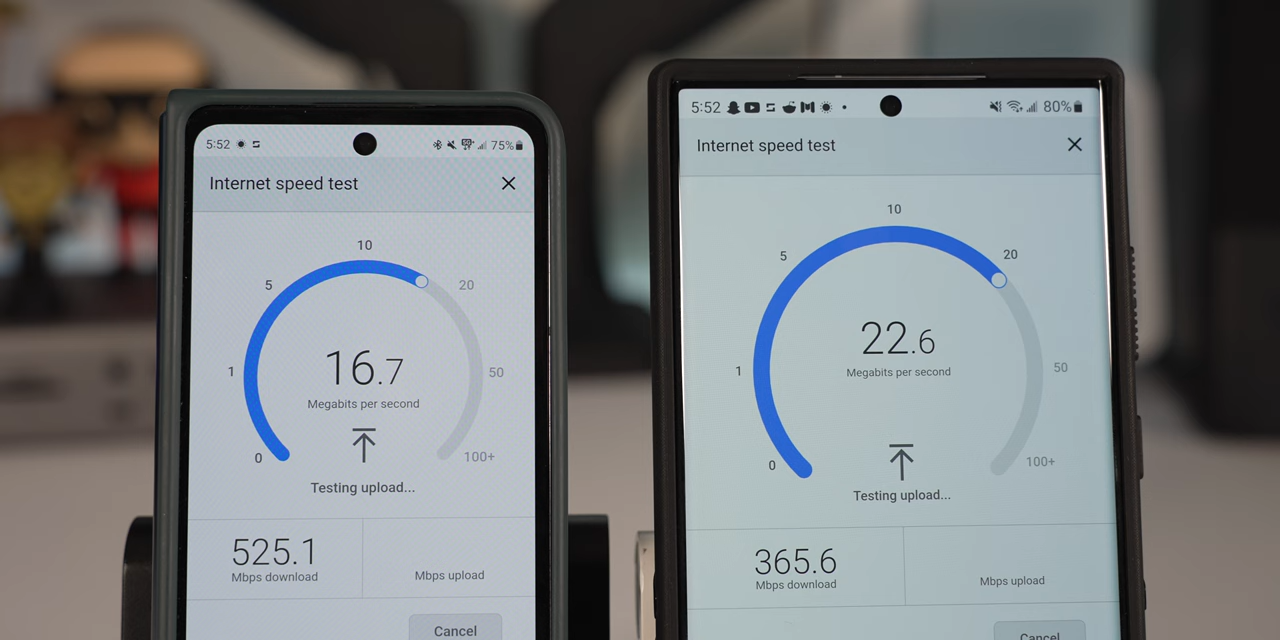 5:52
75%
Internet speed test
10
5
20
16.7
1
50
Megabits per second
0
100+
Testing upload...
525.1
Mbps download
Mbps upload
Cancel
5:52
80%
Internet speed test
10
5
20
22.6
1
50
Megabits per second
0
100+
Testing upload...
365.6
Mbps download
Mbps upload
Cancel